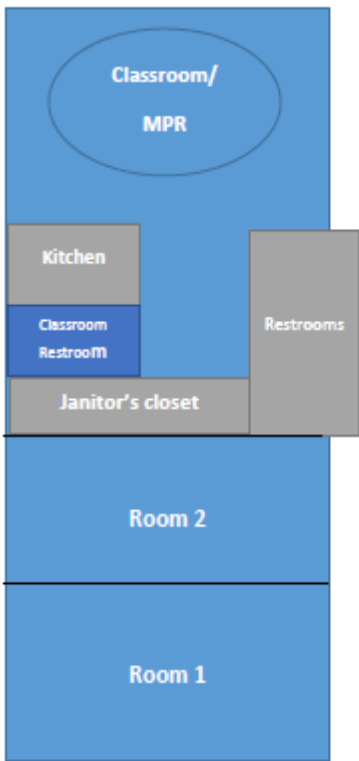 Classroom/
MPR
Kitchen
Classroom
Restroom
Restrooms
Janitor's closet
Room 2
Room 1